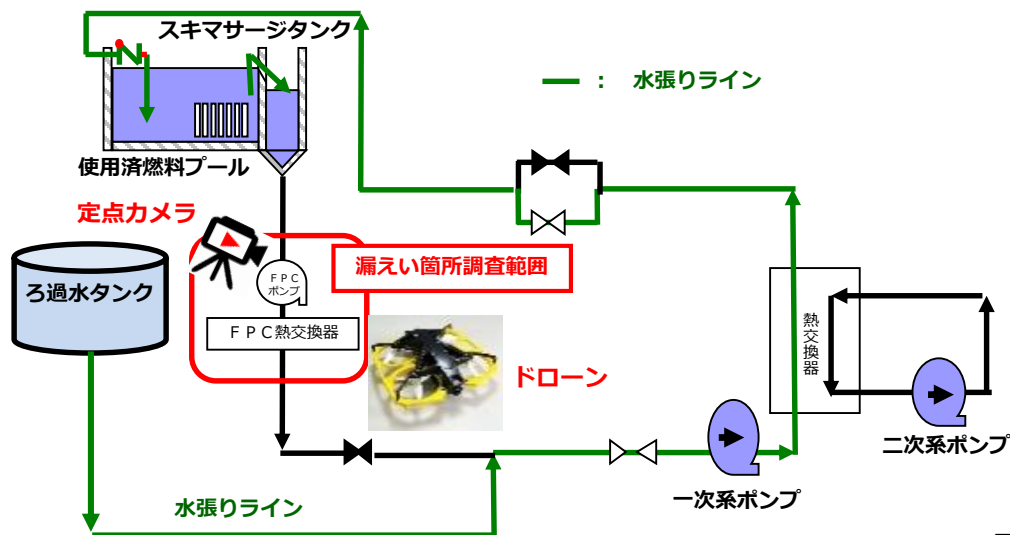 スキマサージタンク
― : 水張りライン
使用済燃料プール
定点カメラ
漏えい箇所調査範囲
ろ過水タンク
ＦＰＣ
ポンプ
ＦＰＣ熱交換器
ドローン
熱交換器
二次系ポンプ
一次系ポンプ
水張りライン